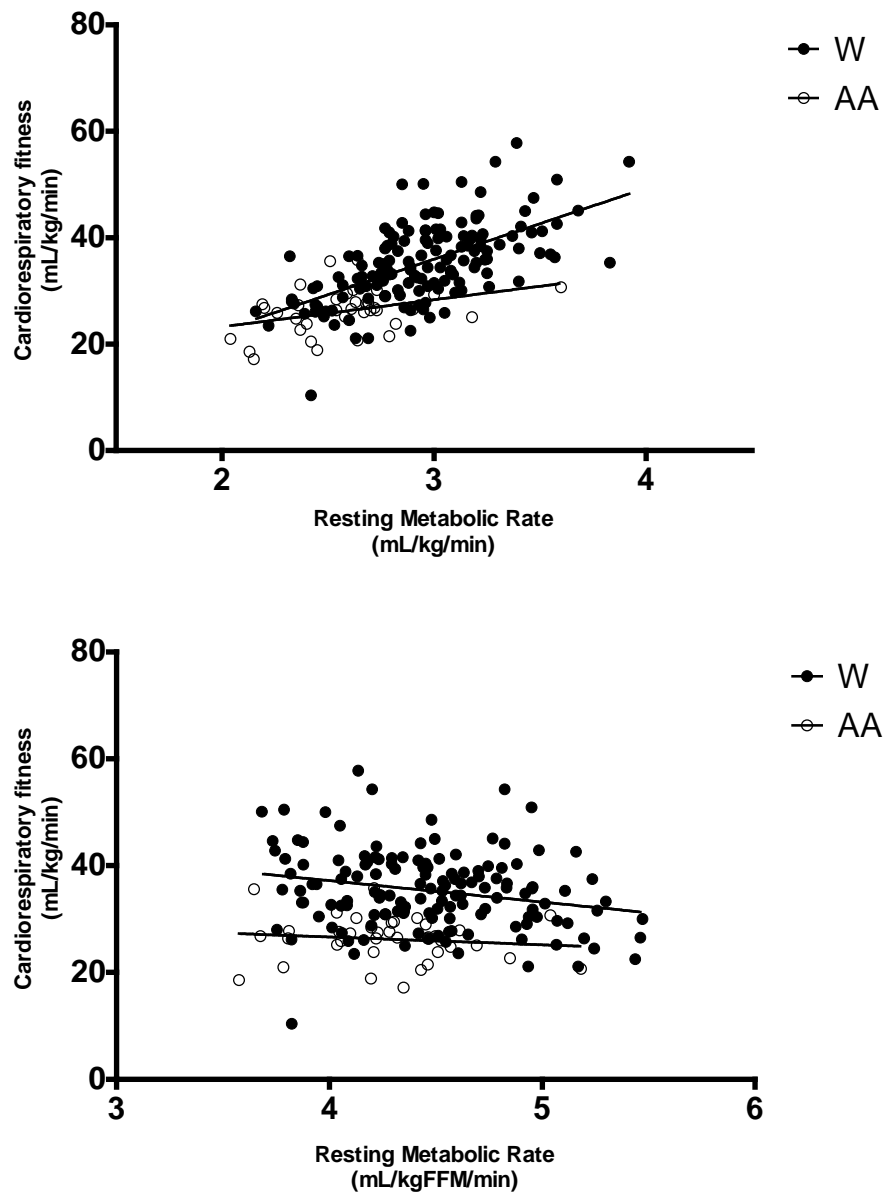 80
60
40
20
0
Cardiorespiratory fitness
(mL/kg/min)
2 3 4
Resting Metabolic Rate
(mL/kg/min)
W
AA
80
60
40
20
0
Cardiorespiratory fitness
(mL/kg/min)
3 4 5 6
Resting Metabolic Rate
(mL/kgFFM/min)
W
AA